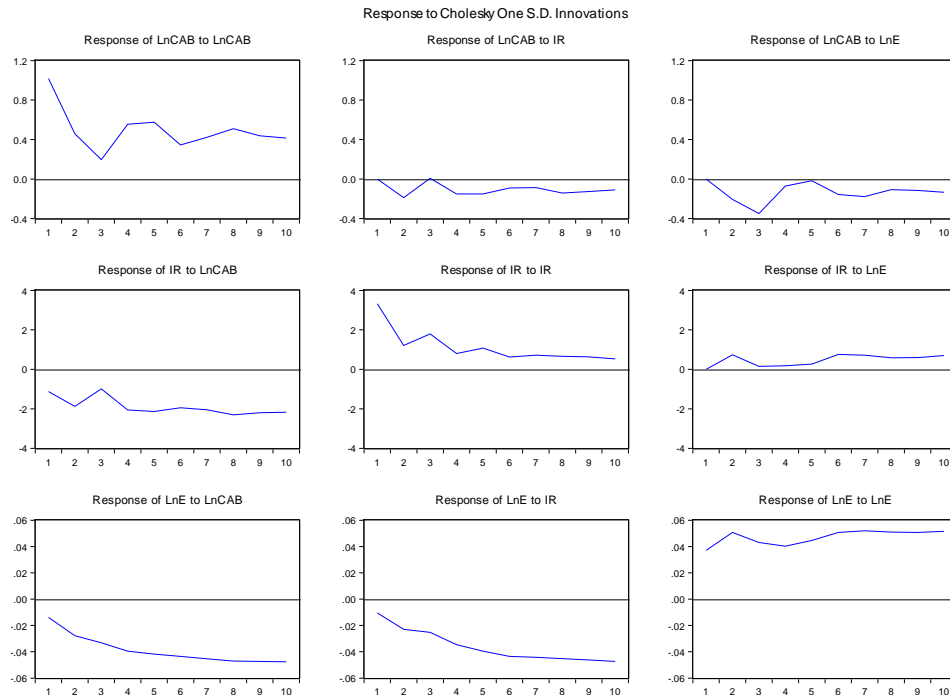 Response to Cholesky One S.D. Innovations
Response of LnCAB to LnCAB
1.2
0.8
0.4
0.0
-0.4
1 2 3 4 5 6 7 8 9 10
Response of LnCAB to IR
1.2
0.8
0.4
0.0
-0.4
1 2 3 4 5 6 7 8 9 10
Response of LnCAB to LnE
1.2
0.8
0.4
0.0
-0.4
1 2 3 4 5 6 7 8 9 10
Response of IR to LnCAB
4
2
0
-2
-4
1 2 3 4 5 6 7 8 9 10
Response of IR to IR
4
2
0
-2
-4
1 2 3 4 5 6 7 8 9 10
Response of IR to LnE
4
2
0
-2
-4
1 2 3 4 5 6 7 8 9 10
Response of LnE to LnCAB
.06
.04
.02
.00
-.02
-.04
-.06
1 2 3 4 5 6 7 8 9 10
Response of LnE to IR
.06
.04
.02
.00
-.02
-.04
-.06
1 2 3 4 5 6 7 8 9 10
Response of LnE to LnE
.06
.04
.02
.00
-.02
-.04
-.06
1 2 3 4 5 6 7 8 9 10